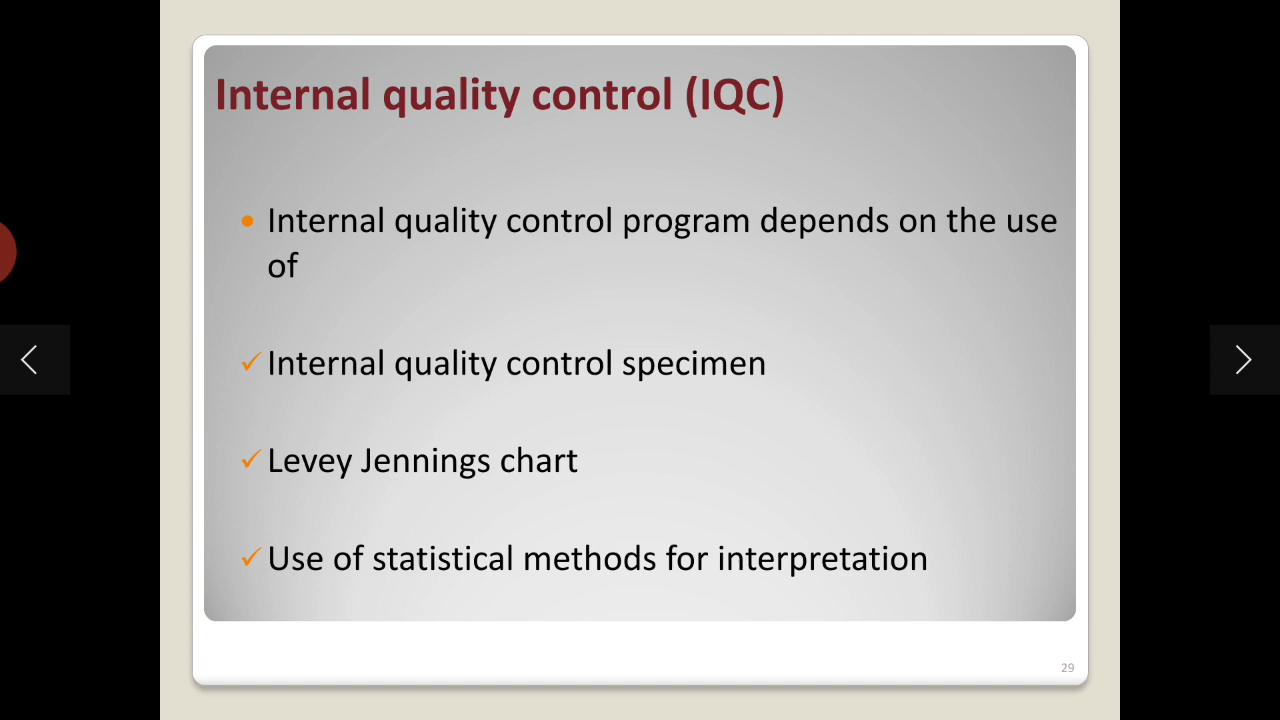 Internal quality control (IQC)
• Internal quality control program depends on the use
of
✓ Internal quality control specimen
✓ Levey Jennings chart
✓ Use of statistical methods for interpretation
29